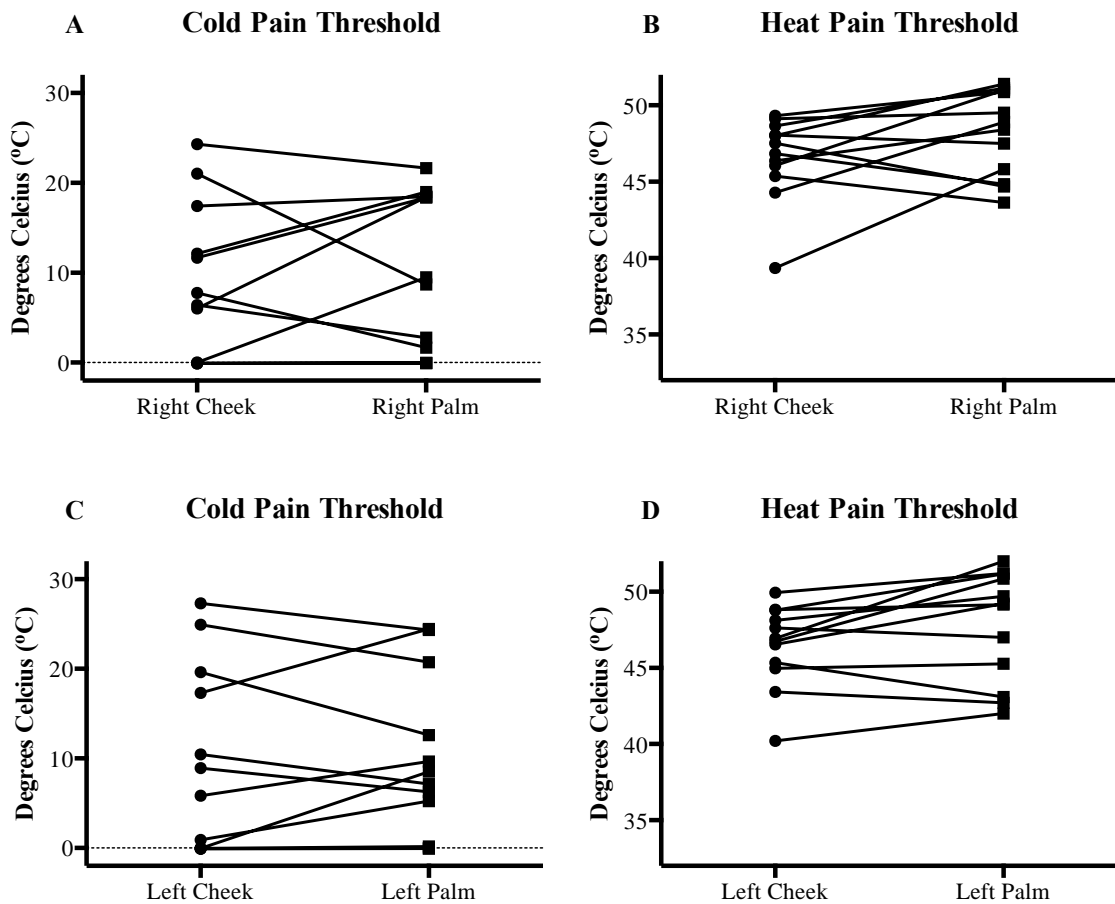 A
Cold Pain Threshold
Degrees Celcius (ºC)
30
20
10
0
Right Cheek
Right Palm
B
Heat Pain Threshold
Degrees Celcius (ºC)
50
45
40
35
Right Cheek
Right Palm
C
Cold Pain Threshold
Degrees Celcius (ºC)
30
20
10
0
Left Cheek
Left Palm
D
Heat Pain Threshold
Degrees Celcius (ºC)
50
45
40
35
Left Cheek
Left Palm